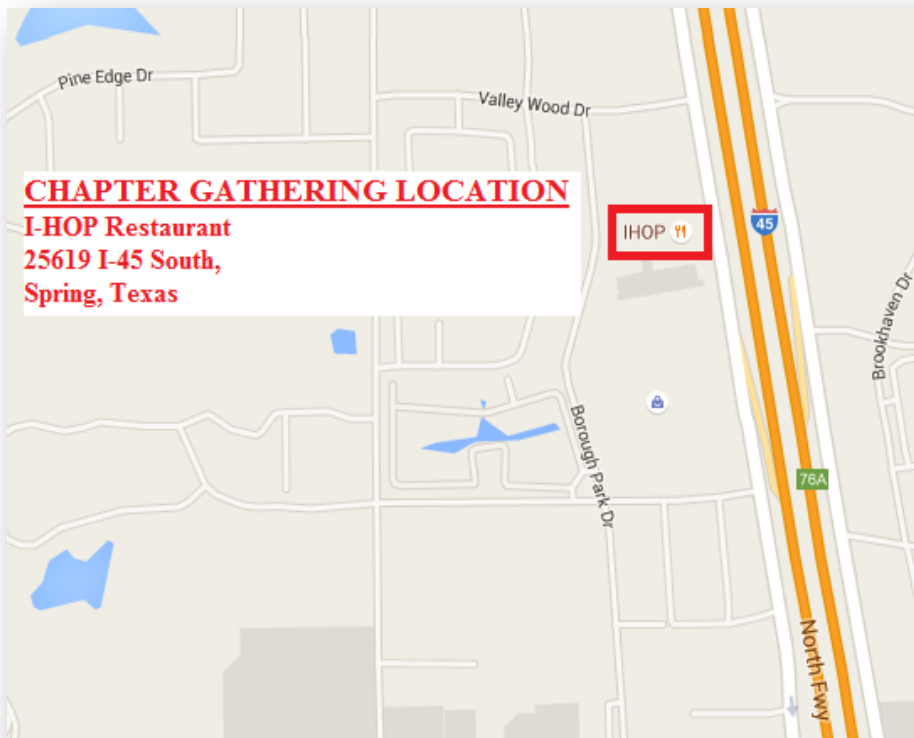 Pine Edge Dr
Valley Wood Dr
CHAPTER GATHERING LOCATION
I-HOP Restaurant
25619 I-45 South,
Spring, Texas
IHOP
45
Brookhaven Dr
Borough Park Dr
76A
North Fwy